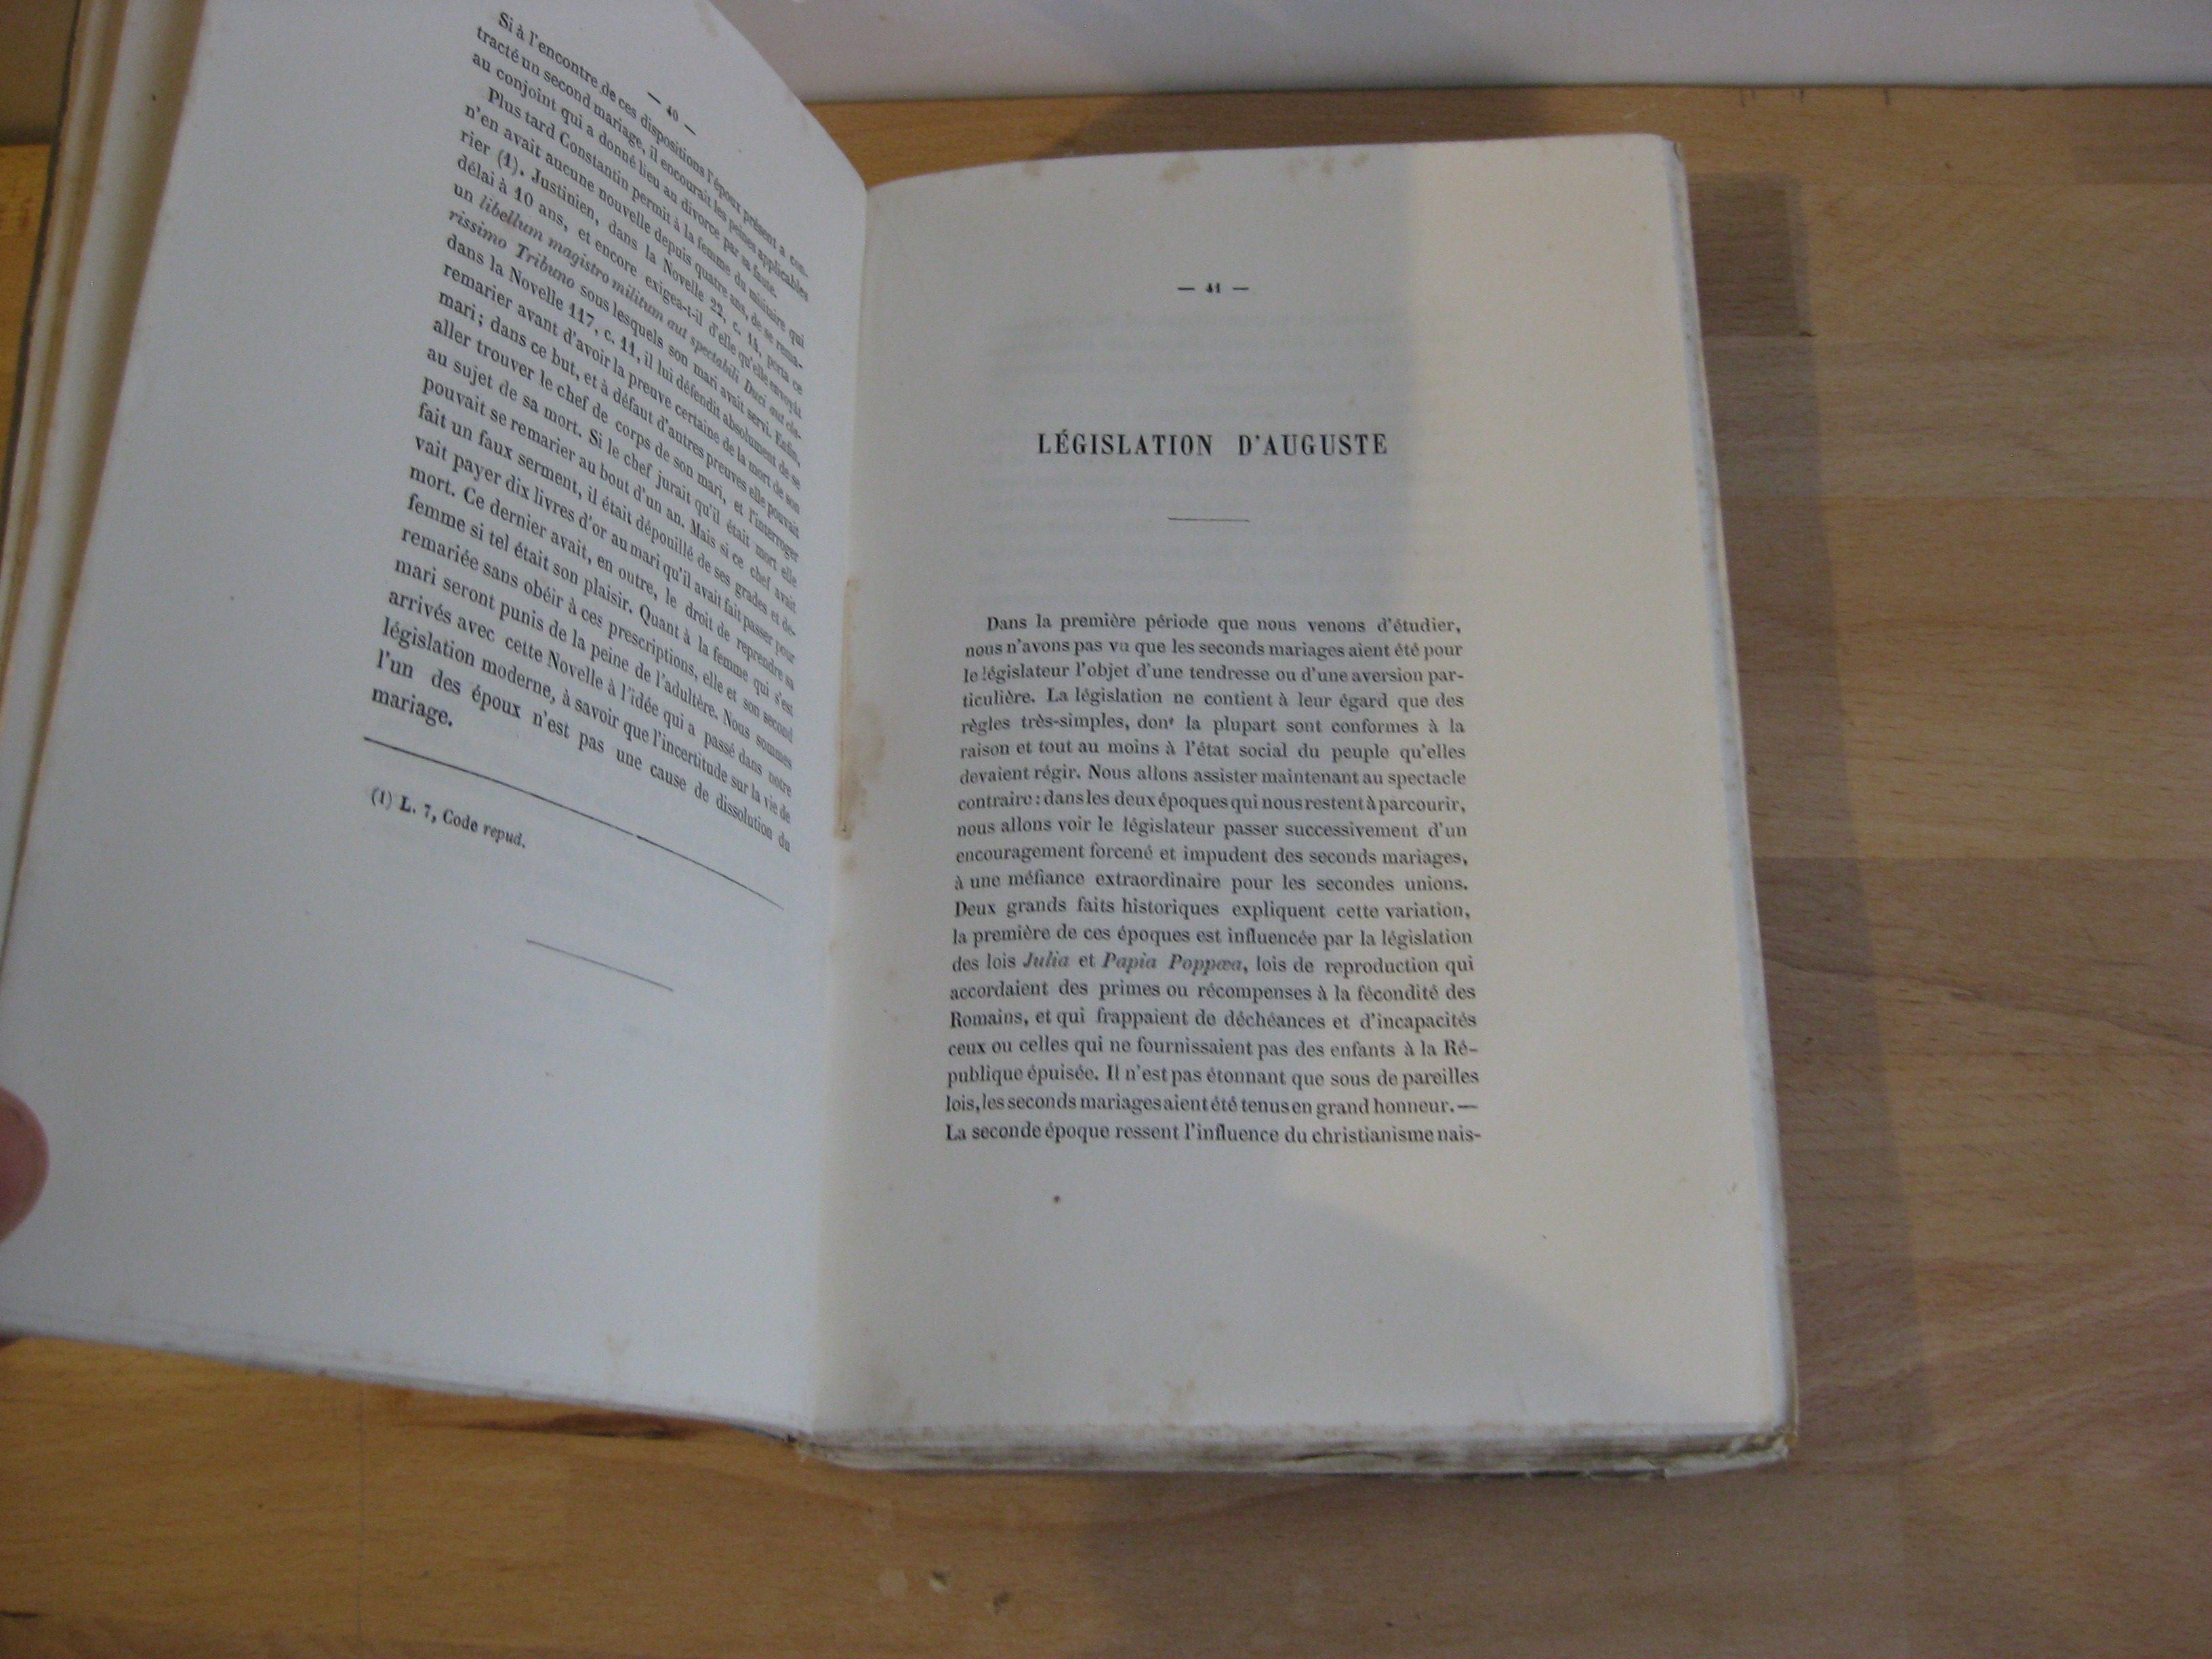 — 40 —
Si à l'encontre de ces dispositions l'époux présent a con-
tracté un second mariage, il encourait les peines applicables
au conjoint qui a donné lieu au divorce par sa faute.
Plus tard Constantin permit à la femme du militaire qui
n'en avait aucune nouvelle depuis quatre ans, de se rema-
rier (1). Justinien, dans la Novelle 22, c. 14, porta ce
délai à 10 ans, et encore exigea-t-il d'elle qu'elle envoyât
un libellum magistro militum aut spectabili Duci aut cla-
rissimo Tribuno sous lesquels son mari avait servi. Enfin,
dans la Novelle 117, c. 11, il lui défendit absolument de se
remarier avant d'avoir la preuve certaine de la mort de son
mari; dans ce but, et à défaut d'autres preuves elle pouvait
aller trouver le chef de corps de son mari, et l'interroger
au sujet de sa mort. Si le chef jurait qu'il était mort elle
pouvait se remarier au bout d'un an. Mais si ce chef avait
fait un faux serment, il était dépouillé de ses grades et de-
vait payer dix livres d'or au mari qu'il avait fait passer pour
mort. Ce dernier avait, en outre, le droit de reprendre sa
femme si tel était son plaisir. Quant à la femme qui s'est
remariée sans obéir à ces prescriptions, elle et son second
mari seront punis de la peine de l'adultère. Nous sommes
arrivés avec cette Novelle à l'idée qui a passé dans notre
législation moderne, à savoir que l'incertitude sur la vie de
l'un des époux n'est pas une cause de dissolution du
mariage.
(1) L. 7, Code repud.
— 41 —
LÉGISLATION D'AUGUSTE
Dans la première période que nous venons d'étudier,
nous n'avons pas vu que les seconds mariages aient été pour
le législateur l'objet d'une tendresse ou d'une aversion par-
ticulière. La législation ne contient à leur égard que des
règles très-simples, dont la plupart sont conformes à la
raison et tout au moins à l'état social du peuple qu'elles
devaient régir. Nous allons assister maintenant au spectacle
contraire : dans les deux époques qui nous restent à parcourir,
nous allons voir le législateur passer successivement d'un
encouragement forcené et impudent des seconds mariages,
à une méfiance extraordinaire pour les secondes unions.
Deux grands faits historiques expliquent cette variation,
la première de ces époques est influencée par la législation
des lois Julia et Papia Poppœa, lois de reproduction qui
accordaient des primes ou récompenses à la fécondité des
Romains, et qui frappaient de déchéances et d'incapacités
ceux ou celles qui ne fournissaient pas des enfants à la Ré-
publique épuisée. Il n'est pas étonnant que sous de pareilles
lois, les seconds mariages aient été tenus en grand honneur. —
La seconde époque ressent l'influence du christianisme nais-